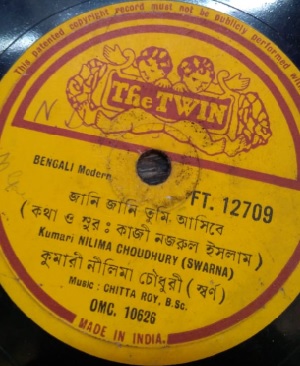 This patented copyright record must not be publicly performed with
The TWIN
BENGALI Modern
FT. 12709
জানি জানি তুমি আসিবে
( কথা ও সুর : কাজী নজরুল ইসলাম )
Kumari NILIMA CHOUDHURY (SWARNA)
কুমারী নীলিমা চৌধুরী ( স্বর্ণ )
Music : CHITTA ROY, B.Sc.
OMC. 10626
MADE IN INDIA.